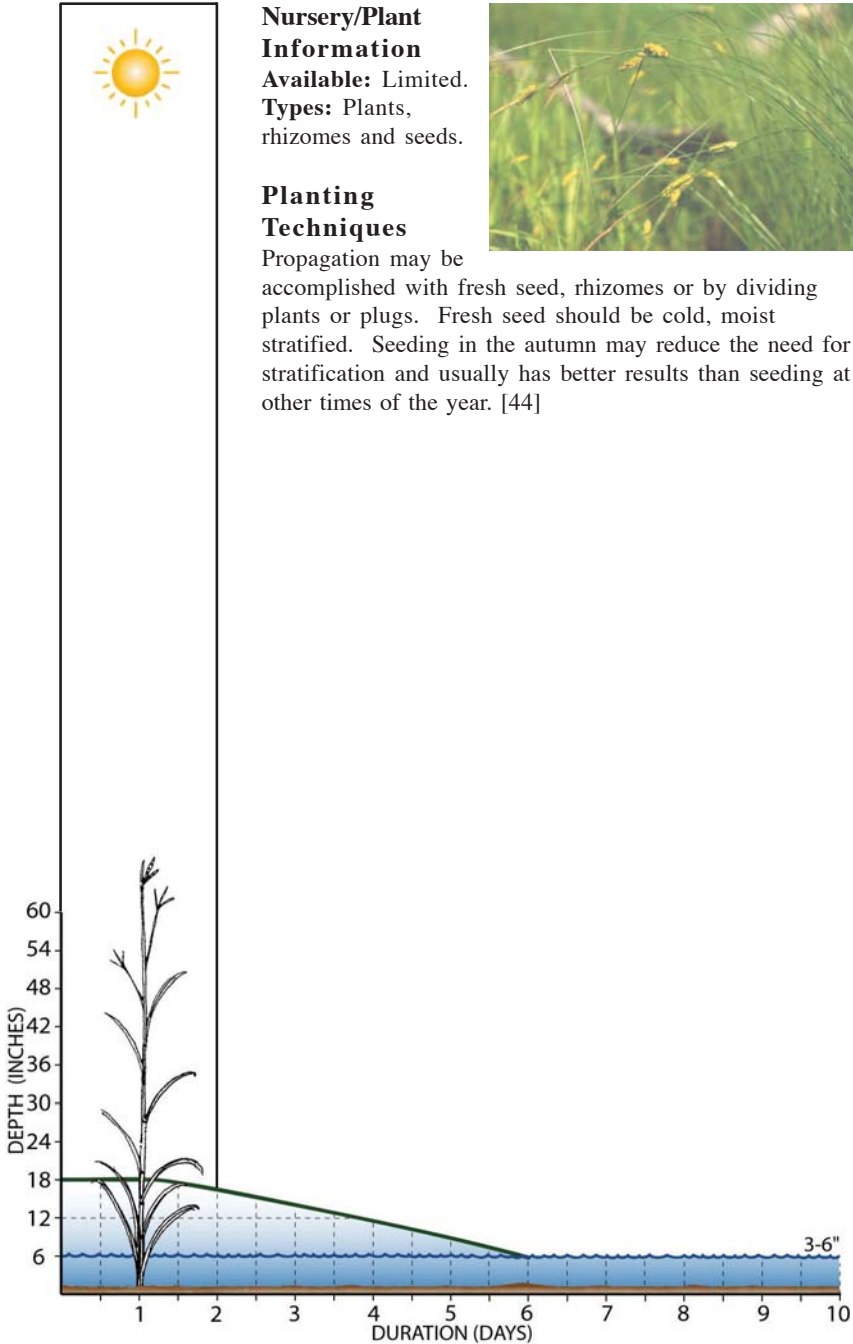 Nursery/Plant
Information
Available: Limited.
Types: Plants,
rhizomes and seeds.
Planting
Techniques
Propagation may be
accomplished with fresh seed, rhizomes or by dividing
plants or plugs. Fresh seed should be cold, moist
stratified. Seeding in the autumn may reduce the need for
stratification and usually has better results than seeding at
other times of the year. [44]
60
54
48
42
36
30
24
18
12
6
DEPTH (INCHES)
3-6"
1 2 3 4 5 6 7 8 9 10
DURATION (DAYS)